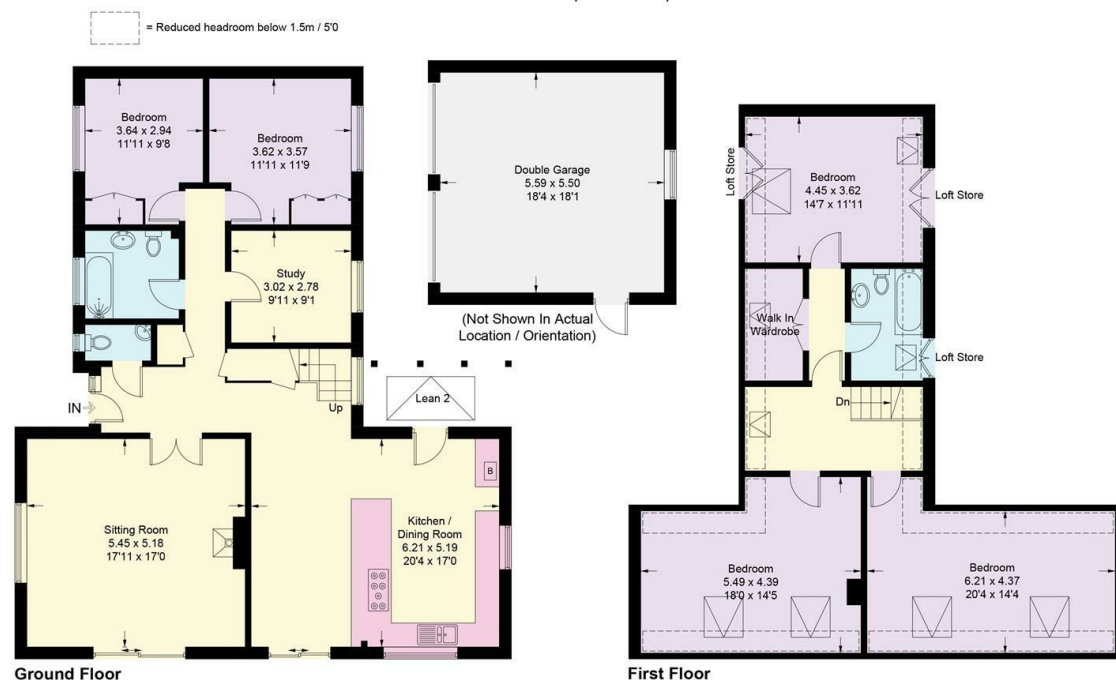 = Reduced headroom below 1.5m / 5'0
Bedroom
3.64 x 2.94
11'11 x 9'8
Bedroom
3.62 x 3.57
11'11 x 11'9
Study
3.02 x 2.78
9'11 x 9'1
IN
Up
Lean 2
B
Sitting Room
5.45 x 5.18
17'11 x 17'0
Kitchen /
Dining Room
6.21 x 5.19
20'4 x 17'0
Ground Floor
Double Garage
5.59 x 5.50
18'4 x 18'1
(Not Shown In Actual
Location / Orientation)
Loft Store
Bedroom
4.45 x 3.62
14'7 x 11'11
Loft Store
Walk In
Wardrobe
Loft Store
Dn
Bedroom
5.49 x 4.39
18'0 x 14'5
Bedroom
6.21 x 4.37
20'4 x 14'4
First Floor